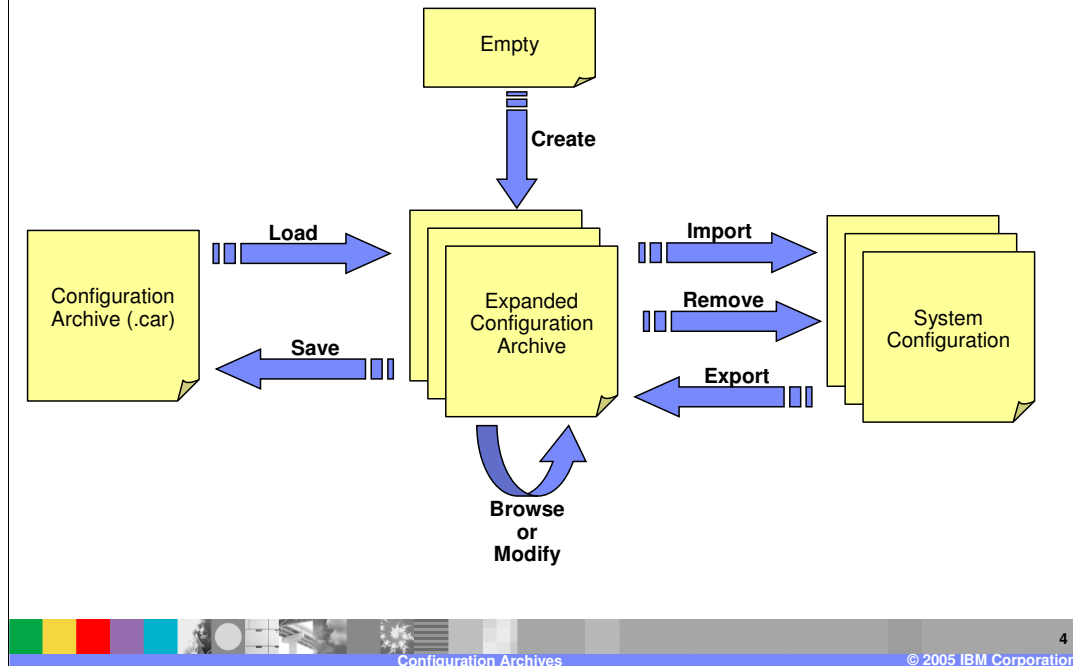 Empty
Create
Load
Configuration
Archive (.car)
Save
Expanded
Configuration
Archive
Import
Remove
Export
System
Configuration
Browse
or
Modify
4
Configuration Archives
© 2005 IBM Corporation